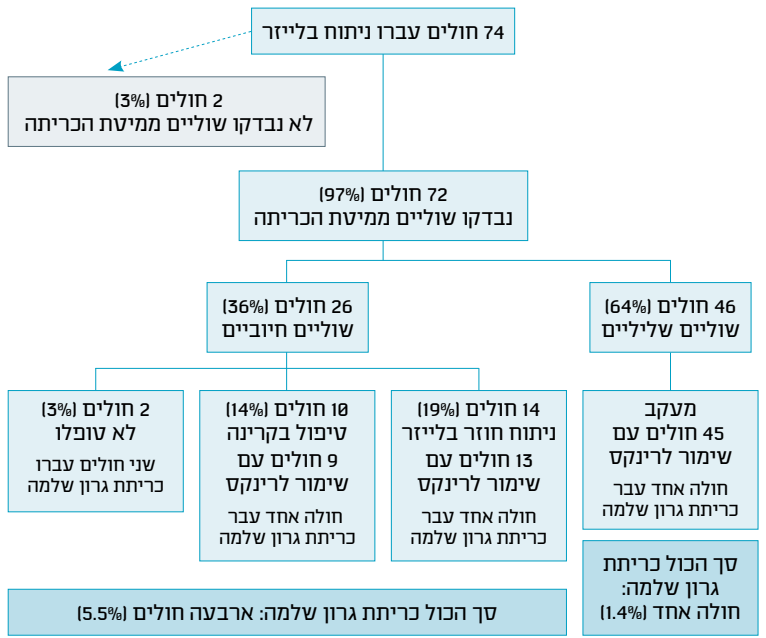 74 חולים עברו ניתוח בלייזר
2 חולים (3%)
לא נבדקו שוליים ממיטת הכריתה
72 חולים (97%)
נבדקו שוליים ממיטת הכריתה
46 חולים (64%)
שוליים שליליים
26 חולים (36%)
שוליים חיוביים
מעקב
45 חולים עם
שימור לרינקס
חולה אחד עבר
כריתת גרון שלמה
14 חולים (19%)
ניתוח חוזר בלייזר
13 חולים עם
שימור לרינקס
חולה אחד עבר
כריתת גרון שלמה
10 חולים (14%)
טיפול בקרינה
9 חולים עם
שימור לרינקס
חולה אחד עבר
כריתת גרון שלמה
2 חולים (3%)
לא טופלו
שני חולים עברו
כריתת גרון שלמה
סך הכול כריתת
גרון שלמה:
חולה אחד (1.4%)
סך הכול כריתת גרון שלמה: ארבעה חולים (5.5%)